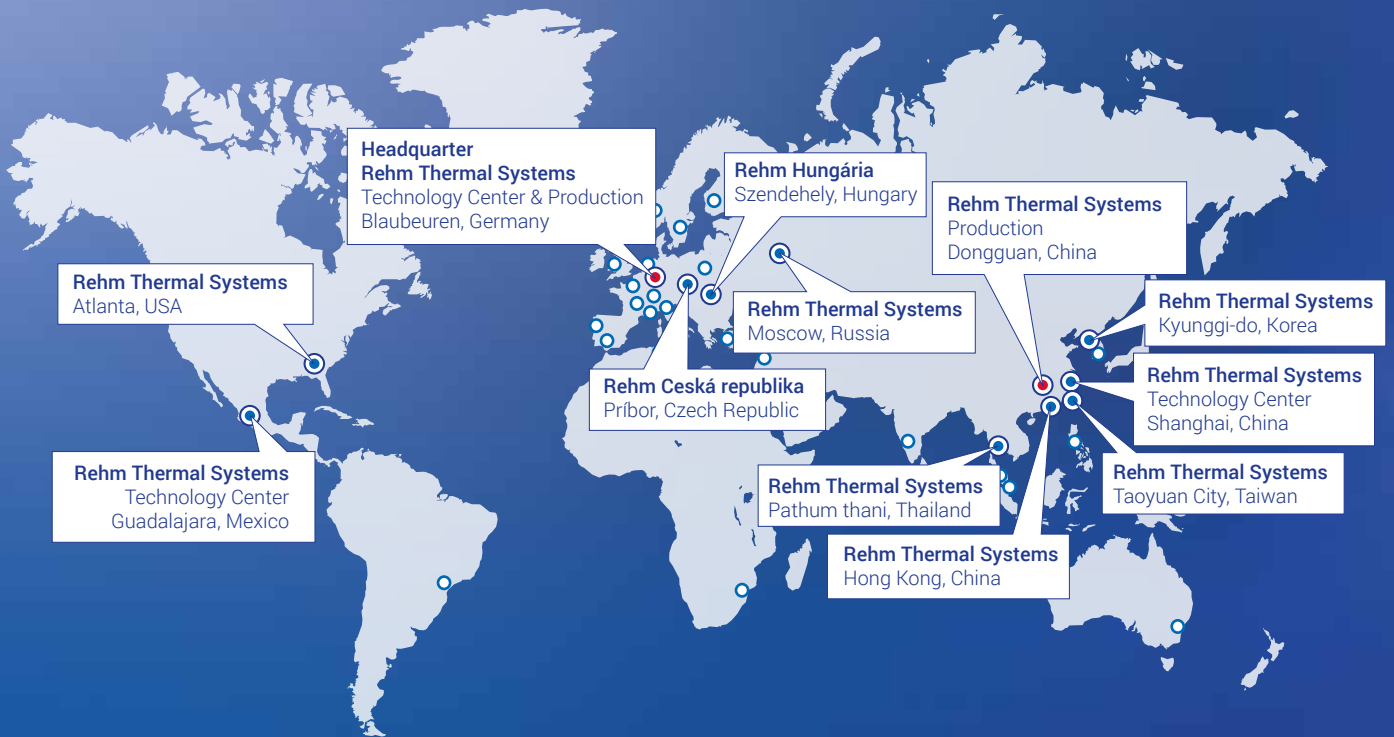 Headquarter
Rehm Thermal Systems
Technology Center & Production
Blaubeuren, Germany
Rehm Hungária
Szendehely, Hungary
Rehm Thermal Systems
Production
Dongguan, China
Rehm Thermal Systems
Atlanta, USA
Rehm Thermal Systems
Moscow, Russia
Rehm Thermal Systems
Kyunggi-do, Korea
Rehm Ceská republika
Príbor, Czech Republic
Rehm Thermal Systems
Technology Center
Shanghai, China
Rehm Thermal Systems
Technology Center
Guadalajara, Mexico
Rehm Thermal Systems
Pathum thani, Thailand
Rehm Thermal Systems
Taoyuan City, Taiwan
Rehm Thermal Systems
Hong Kong, China